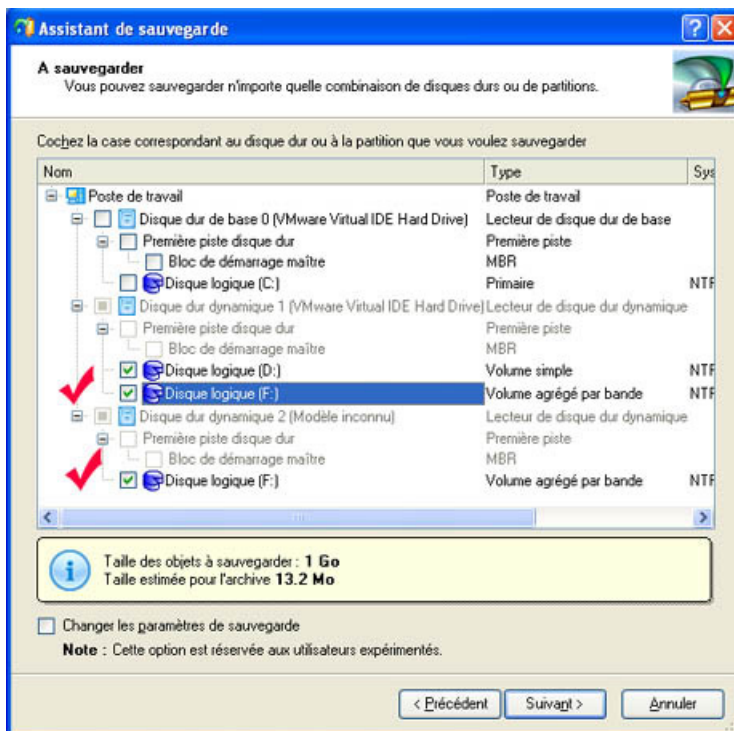 Assistant de sauvegarde
A sauvegarder
Vous pouvez sauvegarder n'importe quelle combinaison de disques durs ou de partitions.
Cochez la case correspondant au disque dur ou à la partition que vous voulez sauvegarder
Nom Type Sys
Poste de travail Poste de travail
Disque dur de base 0 (VMware Virtual IDE Hard Drive) Lecteur de disque dur de base
Première piste disque dur Première piste
Bloc de démarrage maître MBR
Disque logique (C:) Primaire NTF
Disque dur dynamique 1 (VMware Virtual IDE Hard Drive) Lecteur de disque dur dynamique
Première piste disque dur Première piste
Bloc de démarrage maître MBR
Disque logique (D:) Volume simple NTF
Disque logique (F:) Volume agrégé par bande NTF
Disque dur dynamique 2 (Modèle inconnu) Lecteur de disque dur dynamique
Première piste disque dur Première piste
Bloc de démarrage maître MBR
Disque logique (F:) Volume agrégé par bande NTF
Taille des objets à sauvegarder : 1 Go
Taille estimée pour l'archive 13.2 Mo
Changer les paramètres de sauvegarde
Note : Cette option est réservée aux utilisateurs expérimentés.
< Précédent Suivant > Annuler